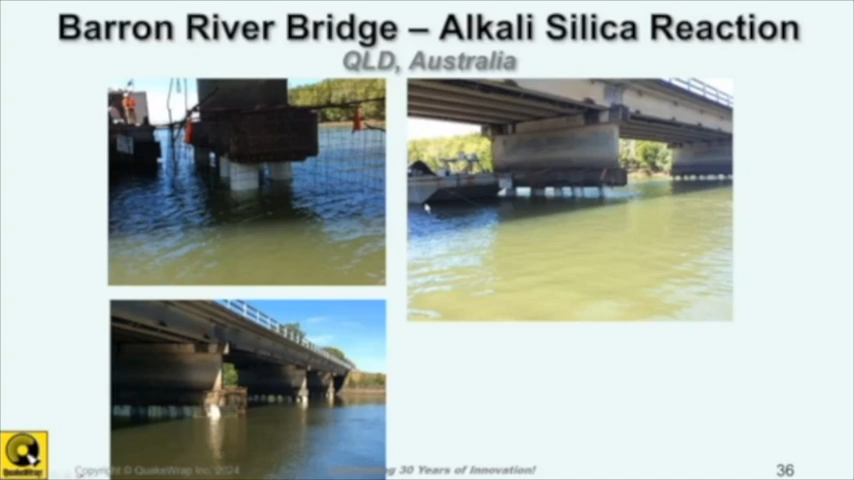 Barron River Bridge – Alkali Silica Reaction
QLD, Australia
QuakeWrap
Copyright © QuakeWrap Inc. 2024
30 Years of Innovation!
36